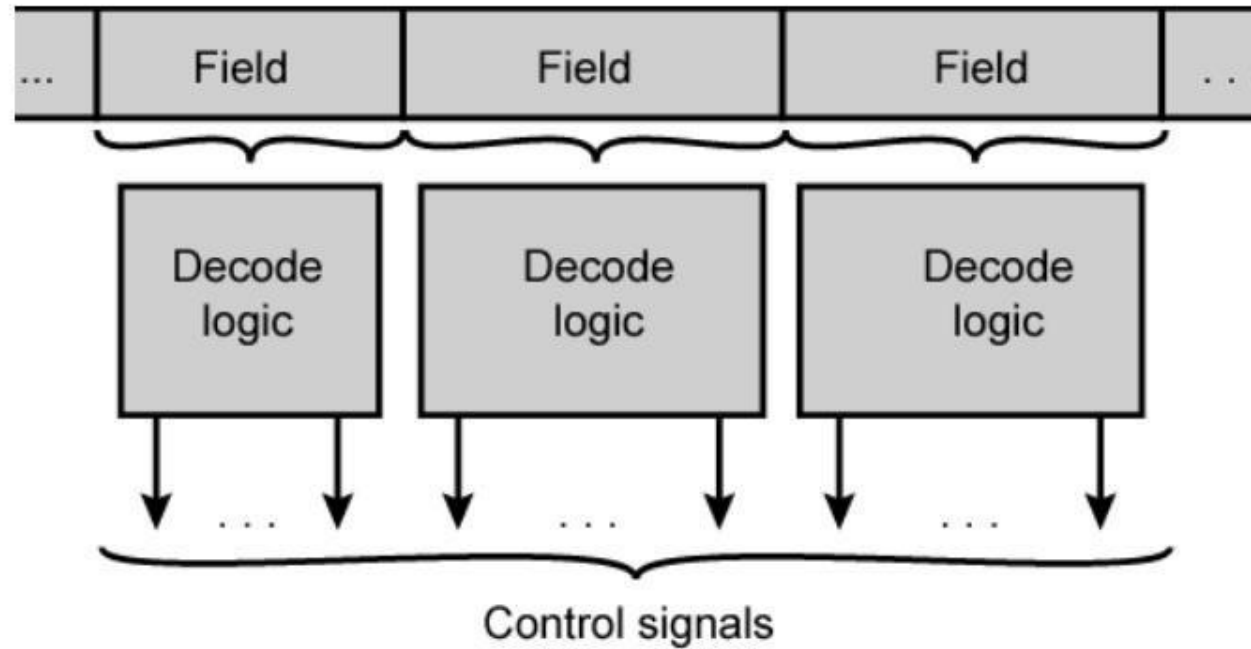 ... Field Field Field . .
Decode logic
Decode logic
Decode logic
. . . . . . . . .
Control signals